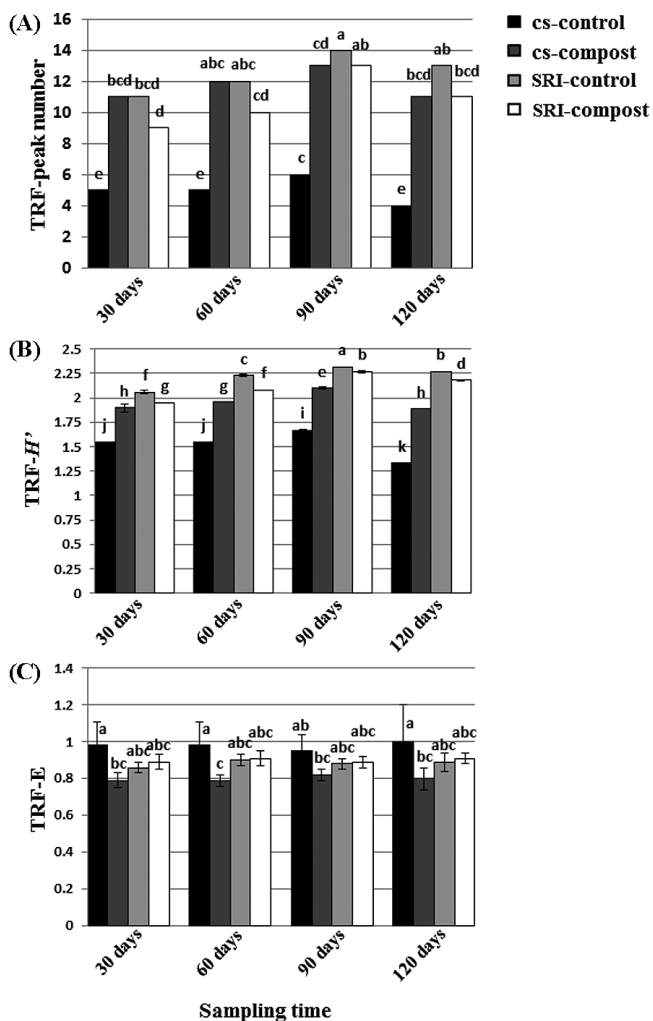 (A)
TRF-peak number
16
14
12
10
8
6
4
2
0
e bcd bcd d
e abc abc cd
c cd a ab
e bcd ab bcd
30 days 60 days 90 days 120 days
cs-control
cs-compost
SRI-control
SRI-compost
(B)
TRF-H'
2.5
2.25
2
1.75
1.5
1.25
1
0.75
0.5
0.25
0
j h f g
j g c f
i e a b
k h b d
30 days 60 days 90 days 120 days
(C)
TRF-E
1.4
1.2
1
0.8
0.6
0.4
0.2
0
a bc abc abc
a c abc abc
ab bc abc abc
a bc abc abc
30 days 60 days 90 days 120 days
Sampling time